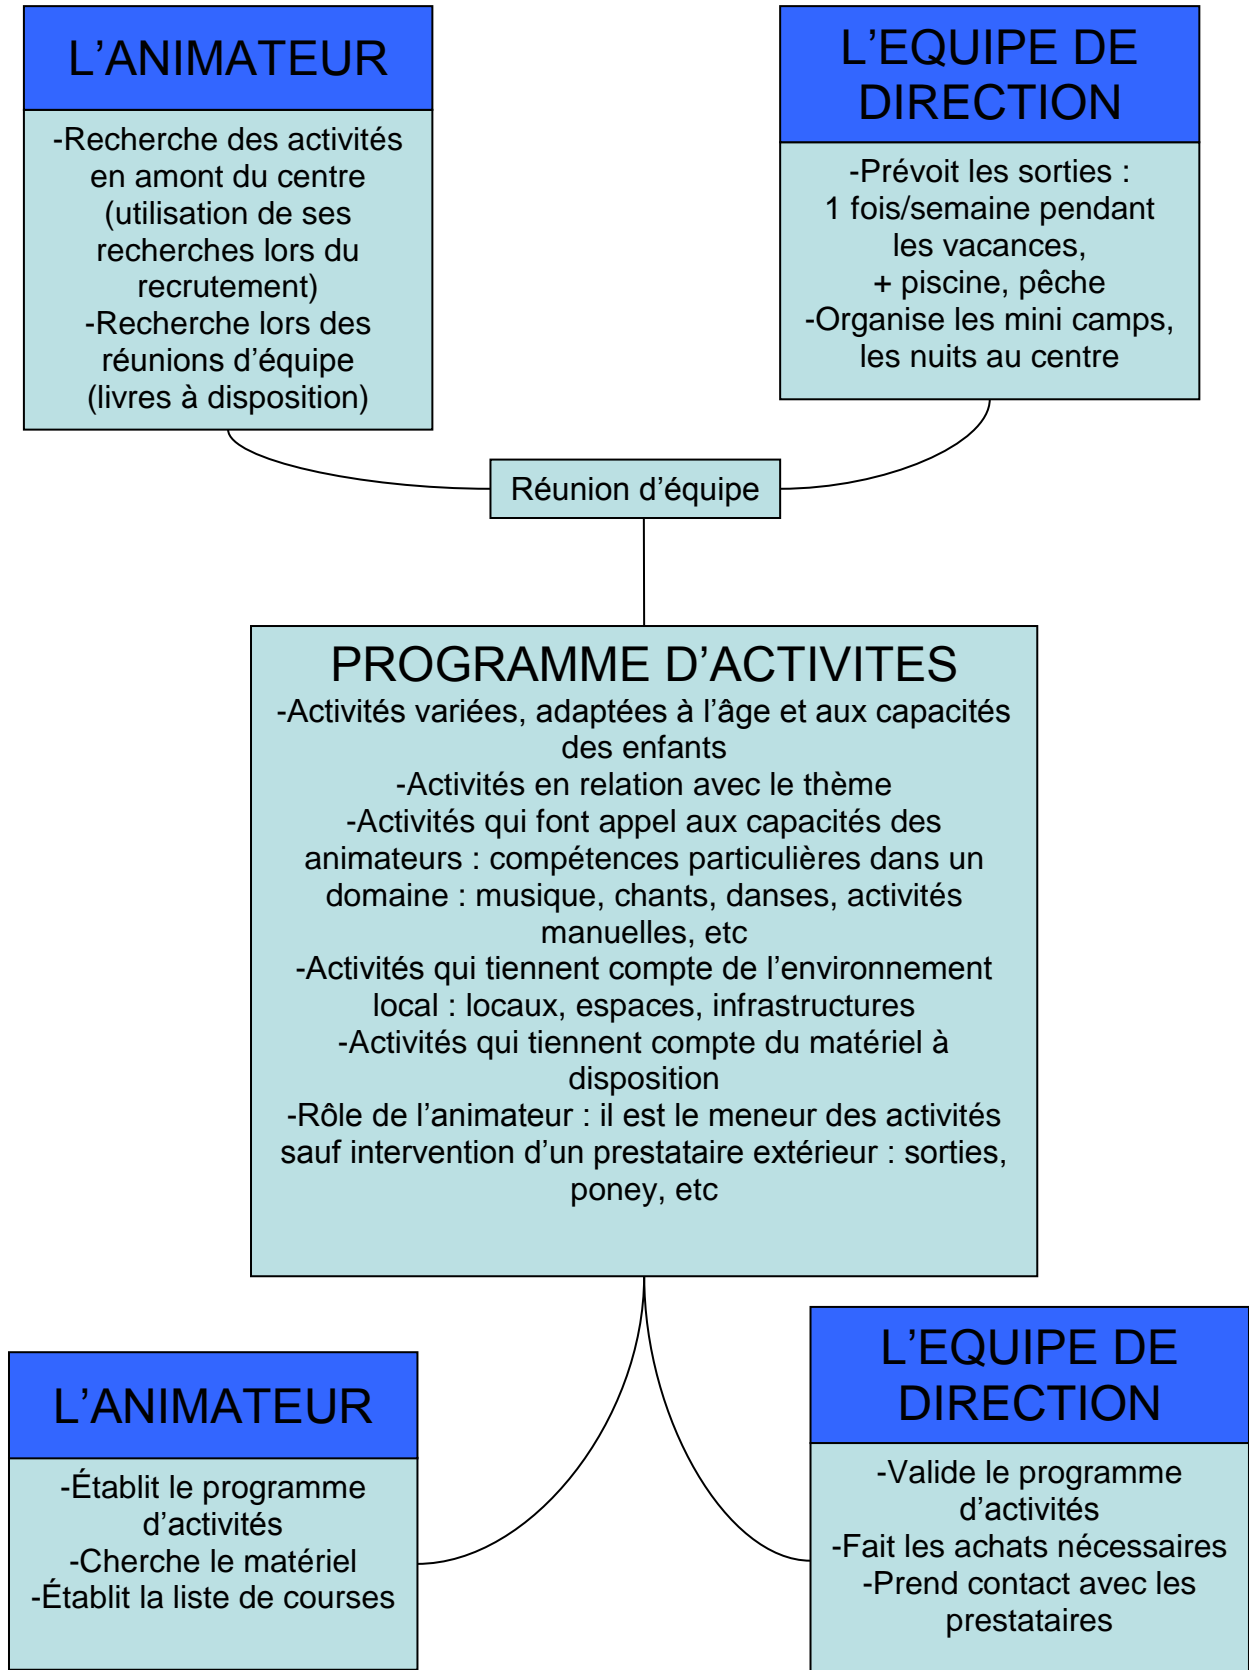 L’ANIMATEUR
-Recherche des activités
en amont du centre
(utilisation de ses
recherches lors du
recrutement)
-Recherche lors des
réunions d’équipe
(livres à disposition)
L’EQUIPE DE
DIRECTION
-Prévoit les sorties :
1 fois/semaine pendant
les vacances,
+ piscine, pêche
-Organise les mini camps,
les nuits au centre
Réunion d’équipe
PROGRAMME D’ACTIVITES
-Activités variées, adaptées à l’âge et aux capacités
des enfants
-Activités en relation avec le thème
-Activités qui font appel aux capacités des
animateurs : compétences particulières dans un
domaine : musique, chants, danses, activités
manuelles, etc
-Activités qui tiennent compte de l’environnement
local : locaux, espaces, infrastructures
-Activités qui tiennent compte du matériel à
disposition
-Rôle de l’animateur : il est le meneur des activités
sauf intervention d’un prestataire extérieur : sorties,
poney, etc
L’ANIMATEUR
-Établit le programme
d’activités
-Cherche le matériel
-Établit la liste de courses
L’EQUIPE DE
DIRECTION
-Valide le programme
d’activités
-Fait les achats nécessaires
-Prend contact avec les
prestataires